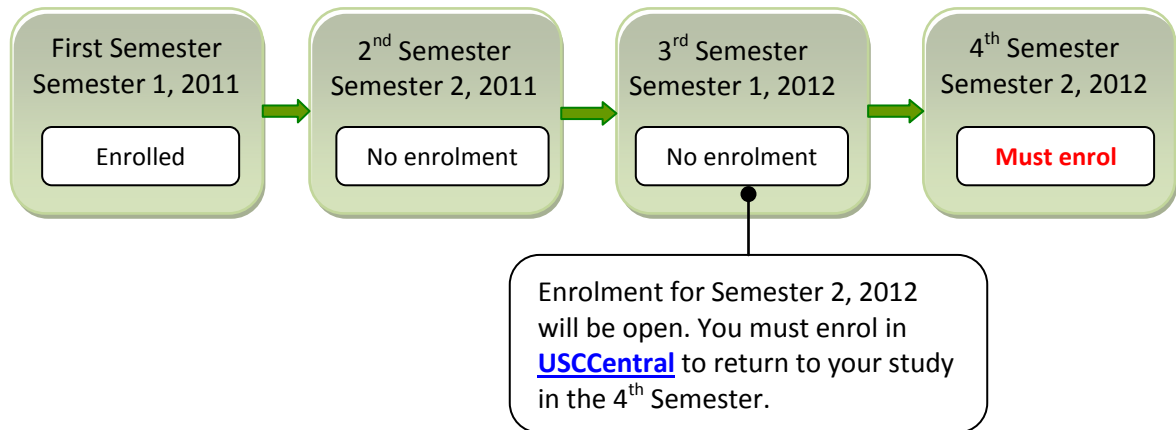 First Semester
Semester 1, 2011
Enrolled
2nd Semester
Semester 2, 2011
No enrolment
3rd Semester
Semester 1, 2012
No enrolment
4th Semester
Semester 2, 2012
Must enrol
Enrolment for Semester 2, 2012
will be open. You must enrol in
USCCentral to return to your study
in the 4th Semester.